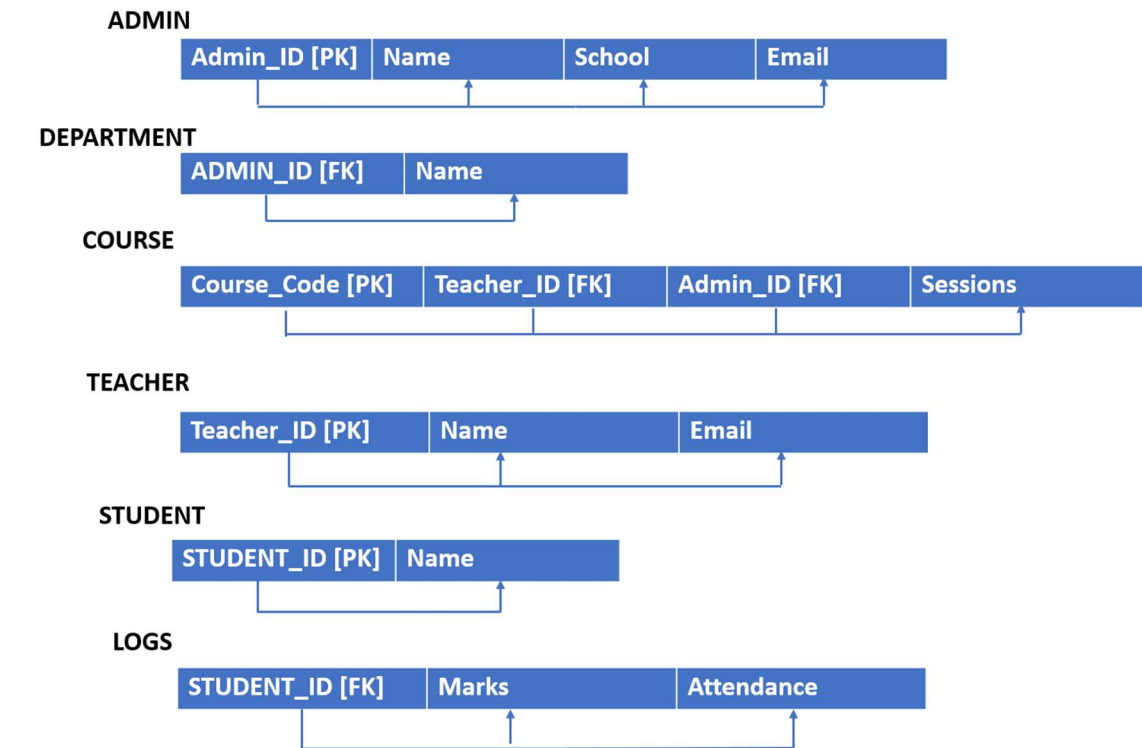 ADMIN
Admin_ID [PK] Name School Email
DEPARTMENT
ADMIN_ID [FK] Name
COURSE
Course_Code [PK] Teacher_ID [FK] Admin_ID [FK] Sessions
TEACHER
Teacher_ID [PK] Name Email
STUDENT
STUDENT_ID [PK] Name
LOGS
STUDENT_ID [FK] Marks Attendance